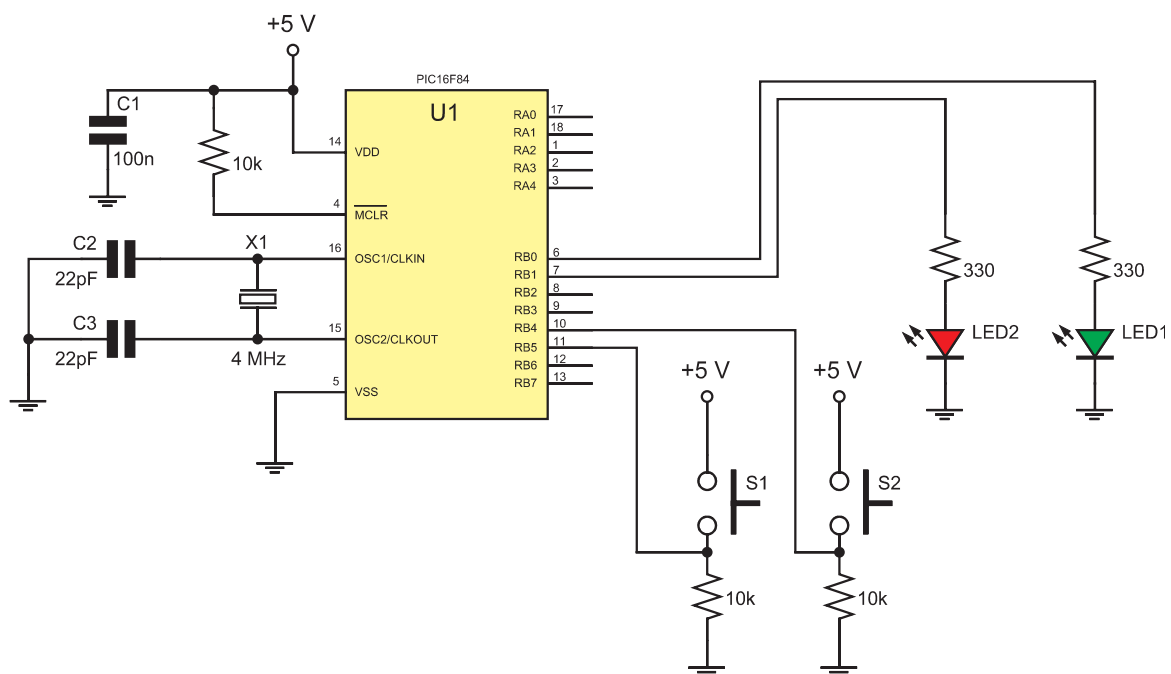 +5 V
PIC16F84
U1
C1
100n
10k
14
VDD
4
MCLR
C2
22pF
X1
16
OSC1/CLKIN
C3
22pF
4 MHz
15
OSC2/CLKOUT
5
VSS
RA0
17
RA1
18
RA2
1
RA3
2
RA4
3
RB0
6
RB1
7
RB2
8
RB3
9
RB4
10
RB5
11
RB6
12
RB7
13
330
LED2
330
LED1
+5 V
+5 V
S1
S2
10k
10k